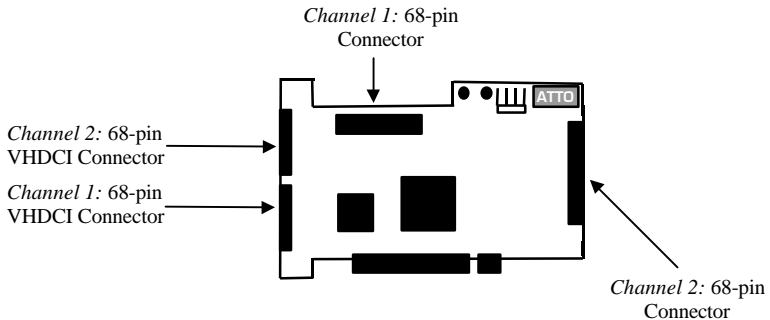 Channel 1: 68-pin
Connector
ATTO
Channel 2: 68-pin
VHDCI Connector
Channel 1: 68-pin
VHDCI Connector
Channel 2: 68-pin
Connector